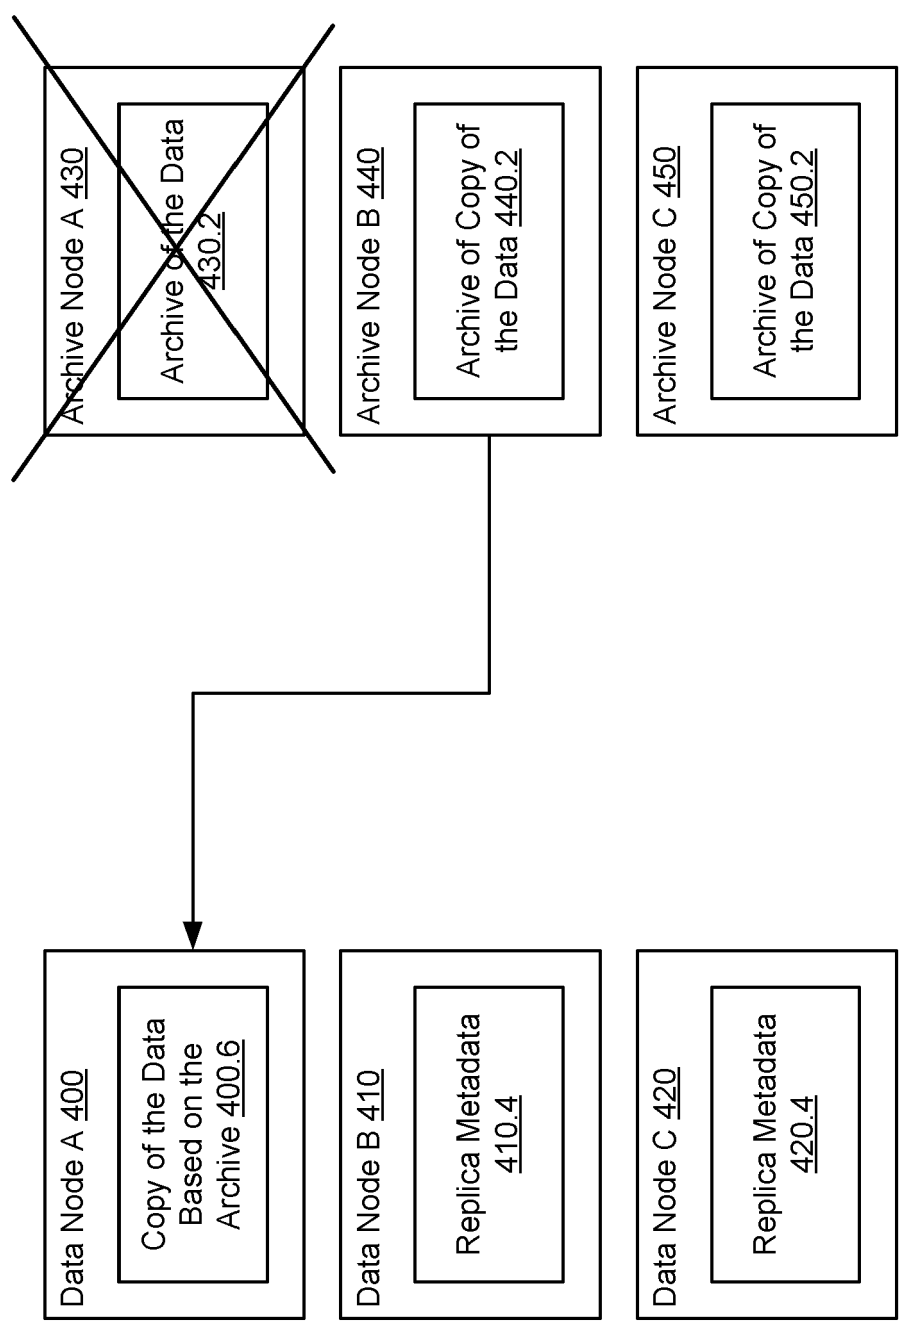 Data Node A 400
Copy of the Data
Based on the
Archive 400.6
Archive Node A 430
Archive of the Data
430.2
Data Node B 410
Replica Metadata
410.4
Archive Node B 440
Archive of Copy of
the Data 440.2
Data Node C 420
Replica Metadata
420.4
Archive Node C 450
Archive of Copy of
the Data 450.2